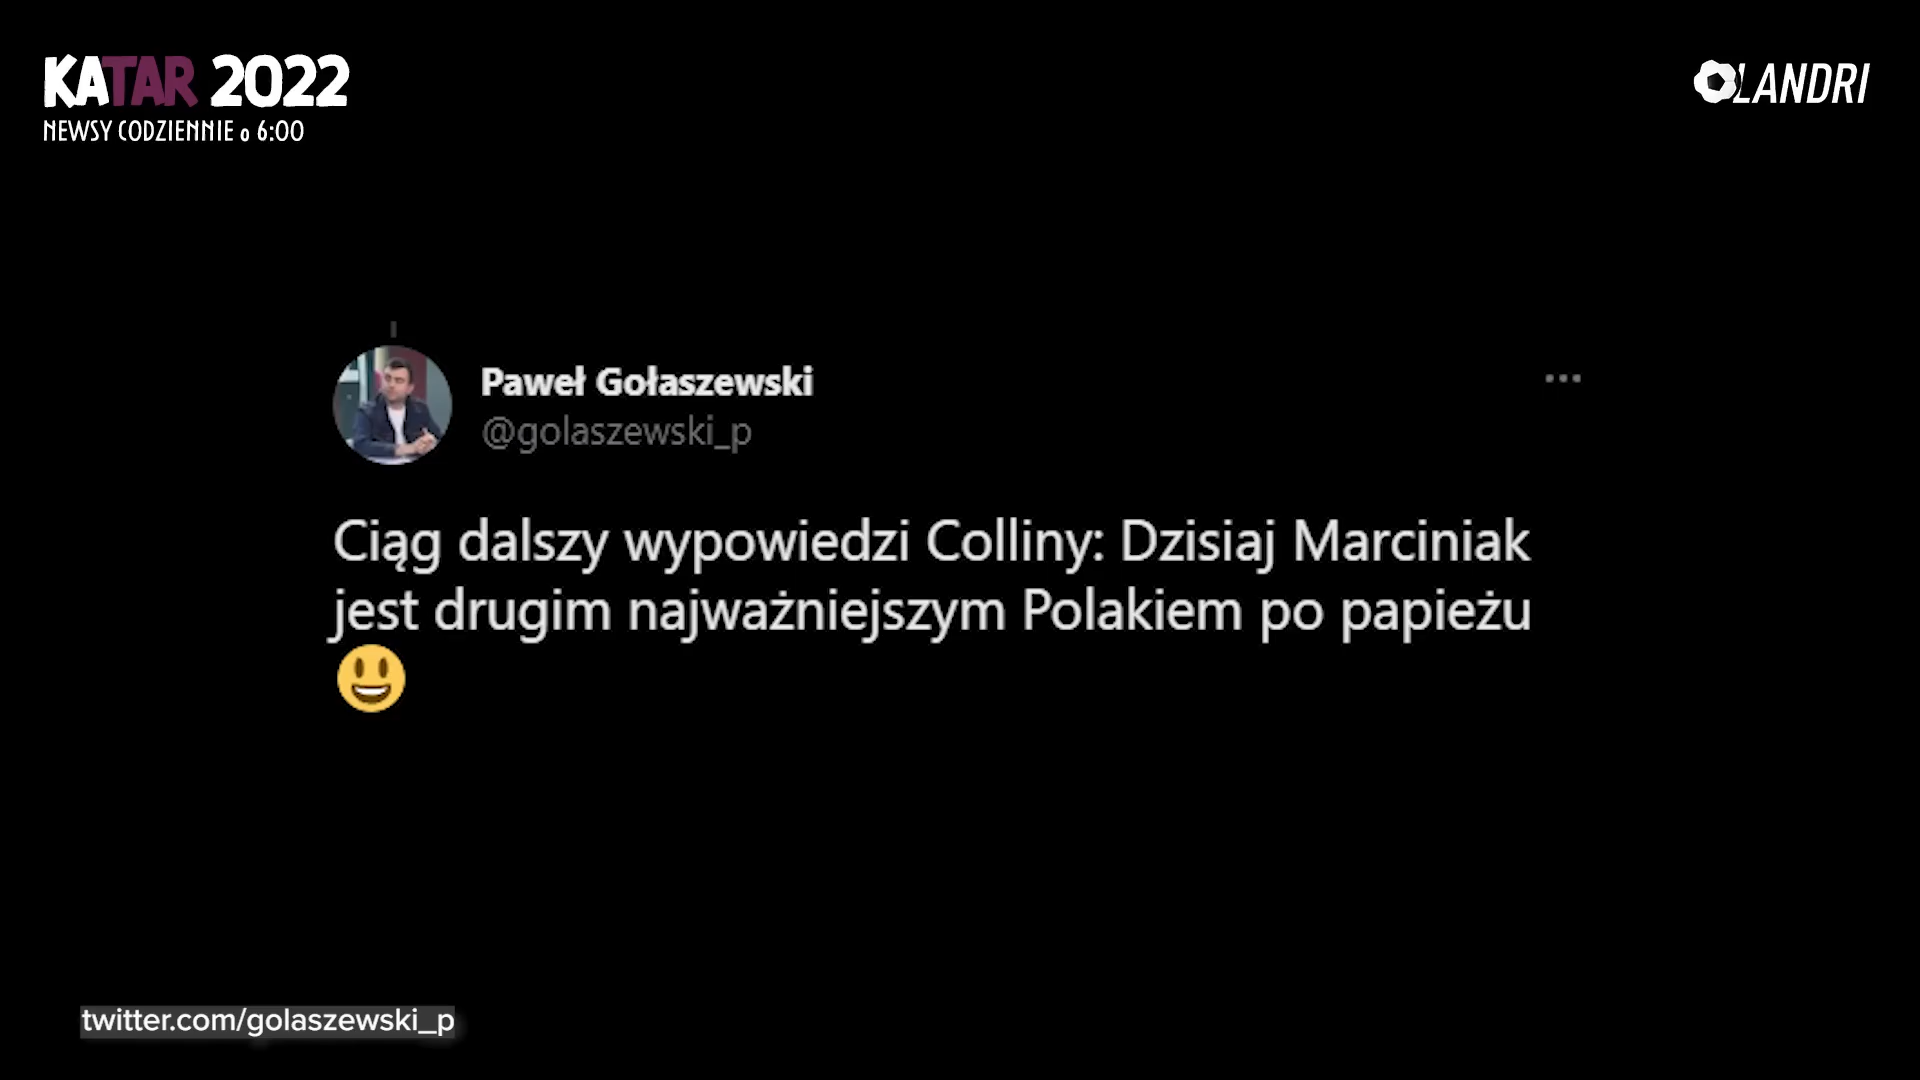 KATAR 2022
NEWSY CODZIENNIE o 6:00
OLANDRI
Paweł Gołaszewski
@golaszewski_p
Ciąg dalszy wypowiedzi Colliny: Dzisiaj Marciniak
jest drugim najważniejszym Polakiem po papieżu
😃
twitter.com/golaszewski_p